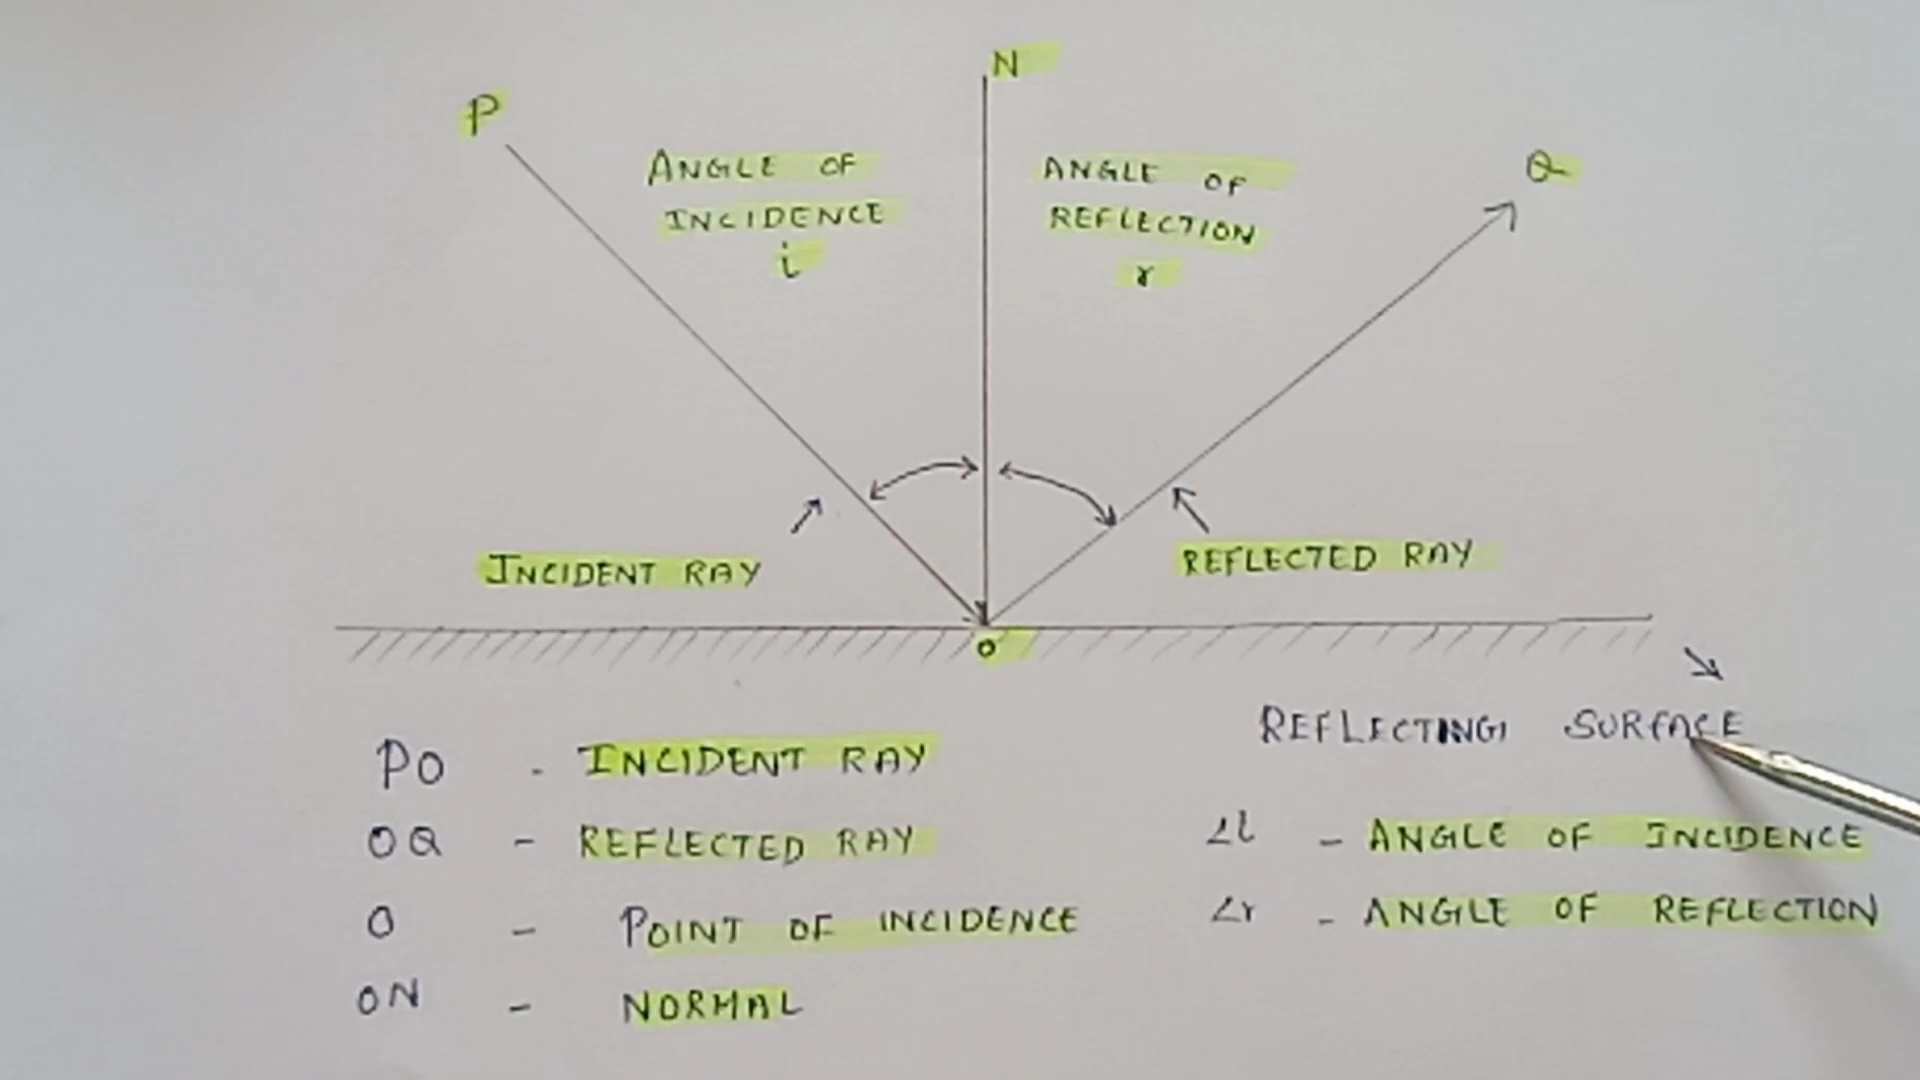 N
P
Q
ANGLE OF
INCIDENCE
i
ANGLE OF
REFLECTION
r
INCIDENT RAY
REFLECTED RAY
O
REFLECTING SURFACE
PO - INCIDENT RAY
OQ - REFLECTED RAY
O - POINT OF INCIDENCE
ON - NORMAL
∠i - ANGLE OF INCIDENCE
∠r - ANGLE OF REFLECTION